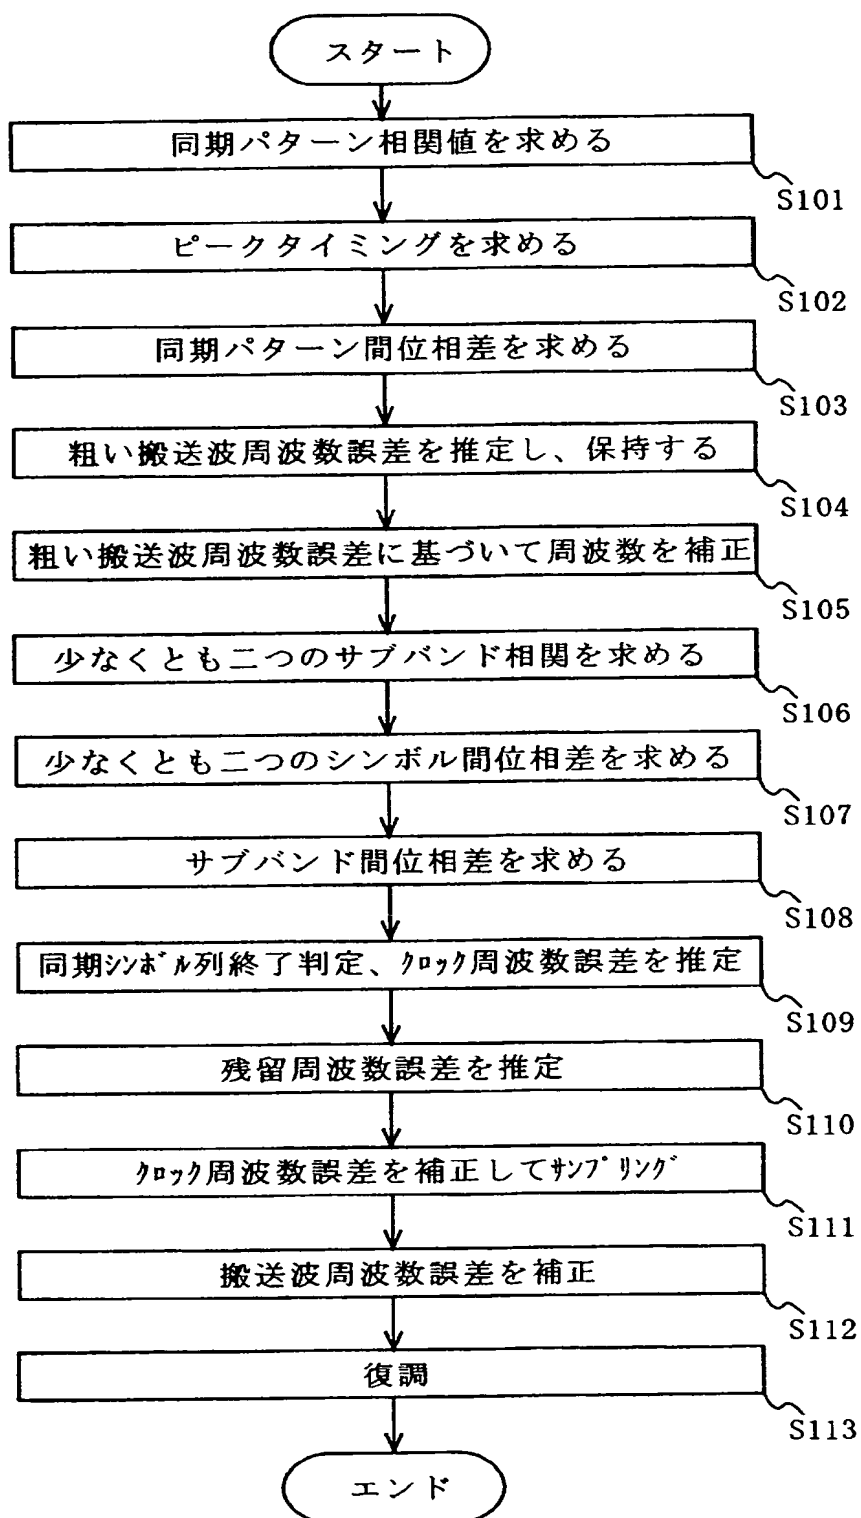 スタート
同期パターン相関値を求める
S101
ピークタイミングを求める
S102
同期パターン間位相差を求める
S103
粗い搬送波周波数誤差を推定し、保持する
S104
粗い搬送波周波数誤差に基づいて周波数を補正
S105
少なくとも二つのサブバンド相関を求める
S106
少なくとも二つのシンボル間位相差を求める
S107
サブバンド間位相差を求める
S108
同期ｼﾝﾎﾞﾙ列終了判定、ｸﾛｯｸ周波数誤差を推定
S109
残留周波数誤差を推定
S110
ｸﾛｯｸ周波数誤差を補正してｻﾝﾌﾟﾘﾝｸﾞ
S111
搬送波周波数誤差を補正
S112
復調
S113
エンド